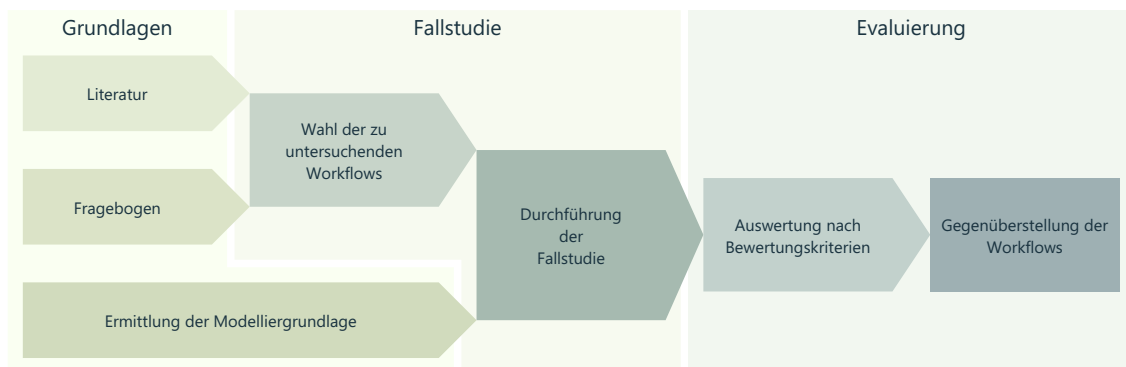 Grundlagen
Fallstudie
Evaluierung
Literatur
Fragebogen
Ermittlung der Modelliergrundlage
Wahl der zu
untersuchenden
Workflows
Durchführung
der
Fallstudie
Auswertung nach
Bewertungskriterien
Gegenüberstellung der
Workflows